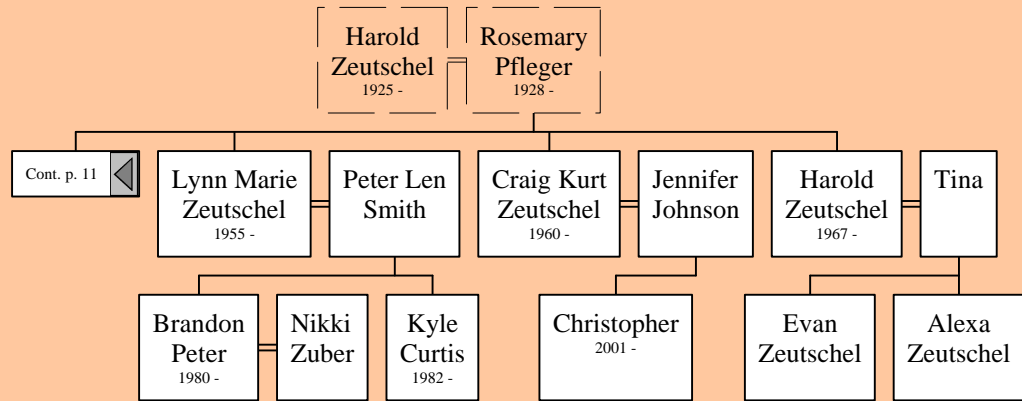 Harold
Zeutschel
1925 -
Rosemary
Pfleger
1928 -
Cont. p. 11
Lynn Marie
Zeutschel
1955 -
Peter Len
Smith
Craig Kurt
Zeutschel
1960 -
Jennifer
Johnson
Harold
Zeutschel
1967 -
Tina
Brandon
Peter
1980 -
Nikki
Zuber
Kyle
Curtis
1982 -
Christopher
2001 -
Evan
Zeutschel
Alexa
Zeutschel